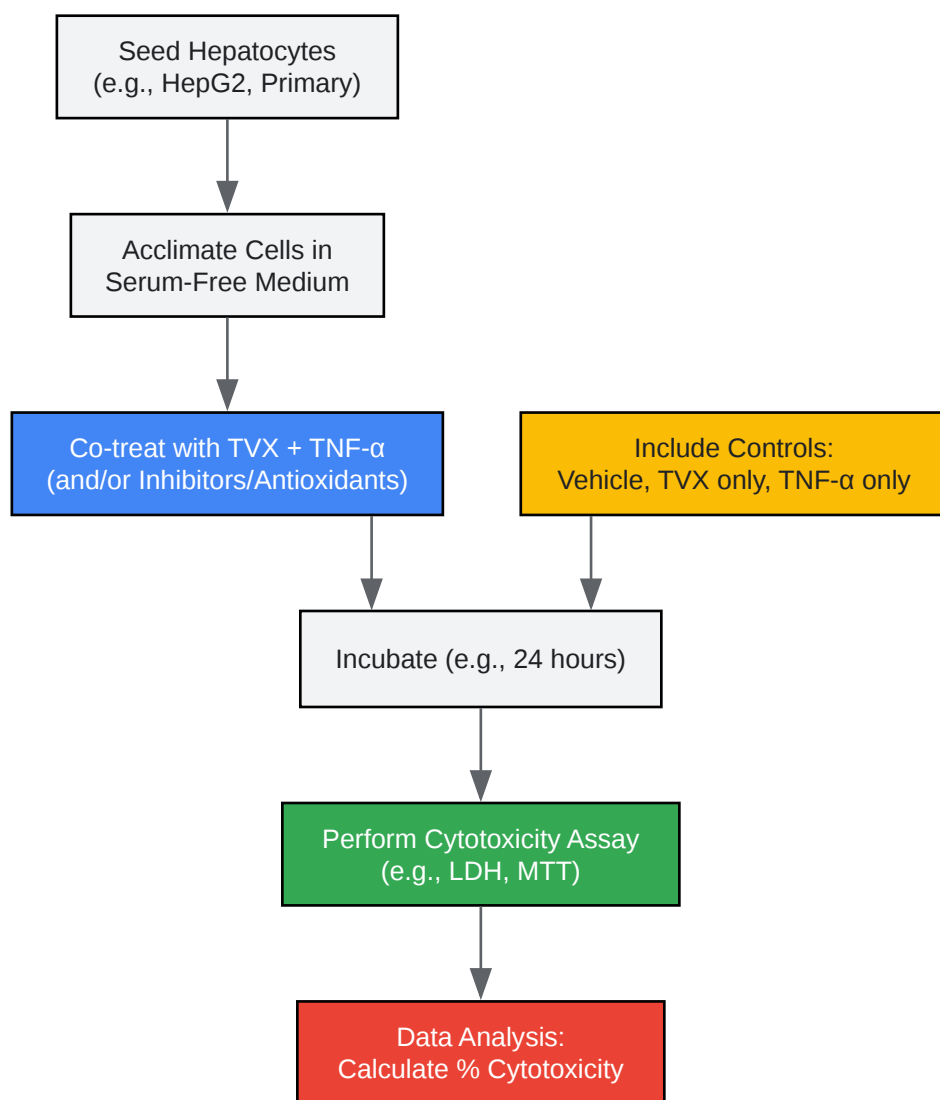 Seed Hepatocytes
(e.g., HepG2, Primary)
Acclimate Cells in
Serum-Free Medium
Co-treat with TVX + TNF-α
(and/or Inhibitors/Antioxidants)
Include Controls:
Vehicle, TVX only, TNF-α only
Incubate (e.g., 24 hours)
Perform Cytotoxicity Assay
(e.g., LDH, MTT)
Data Analysis:
Calculate % Cytotoxicity